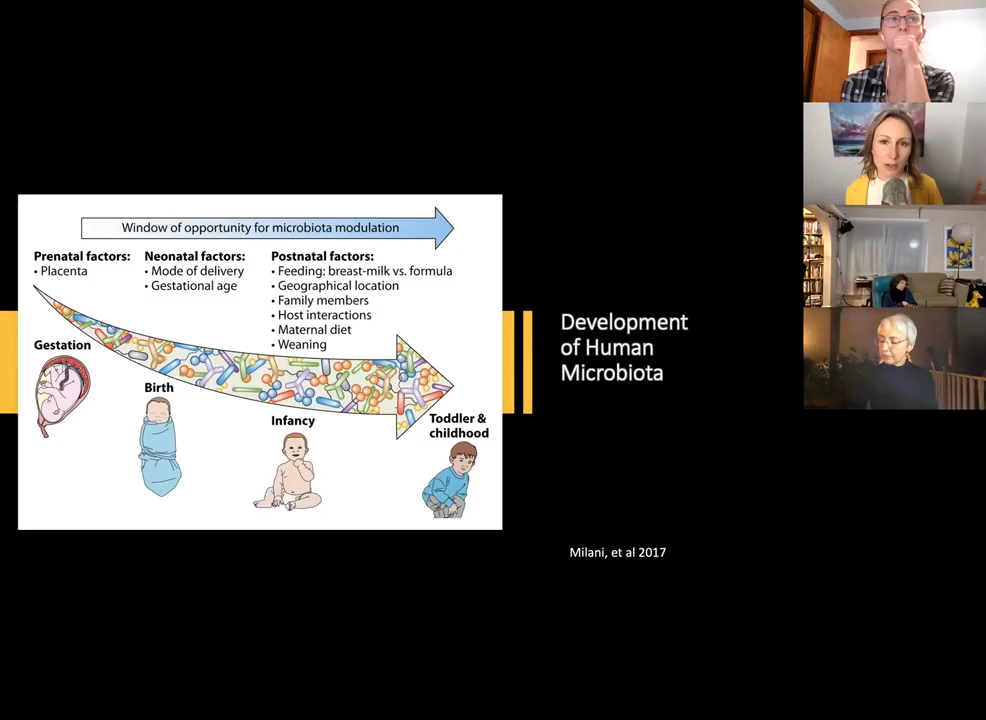 Window of opportunity for microbiota modulation
Prenatal factors:
• Placenta
Neonatal factors:
• Mode of delivery
• Gestational age
Postnatal factors:
• Feeding: breast-milk vs. formula
• Geographical location
• Family members
• Host interactions
• Maternal diet
• Weaning
Gestation
Birth
Infancy
Toddler &
childhood
Development
of Human
Microbiota
Milani, et al 2017